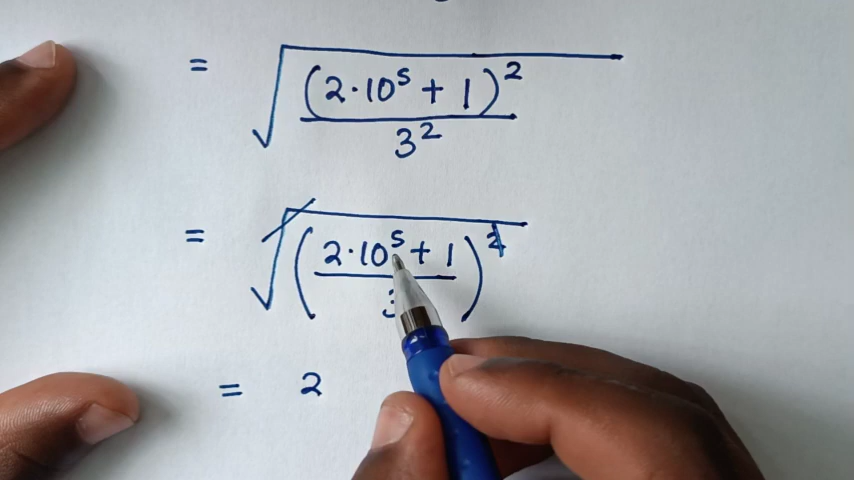 = √((2·10⁵ + 1)² / 3²)
= √((2·10⁵ + 1 / 3)²)
= 2